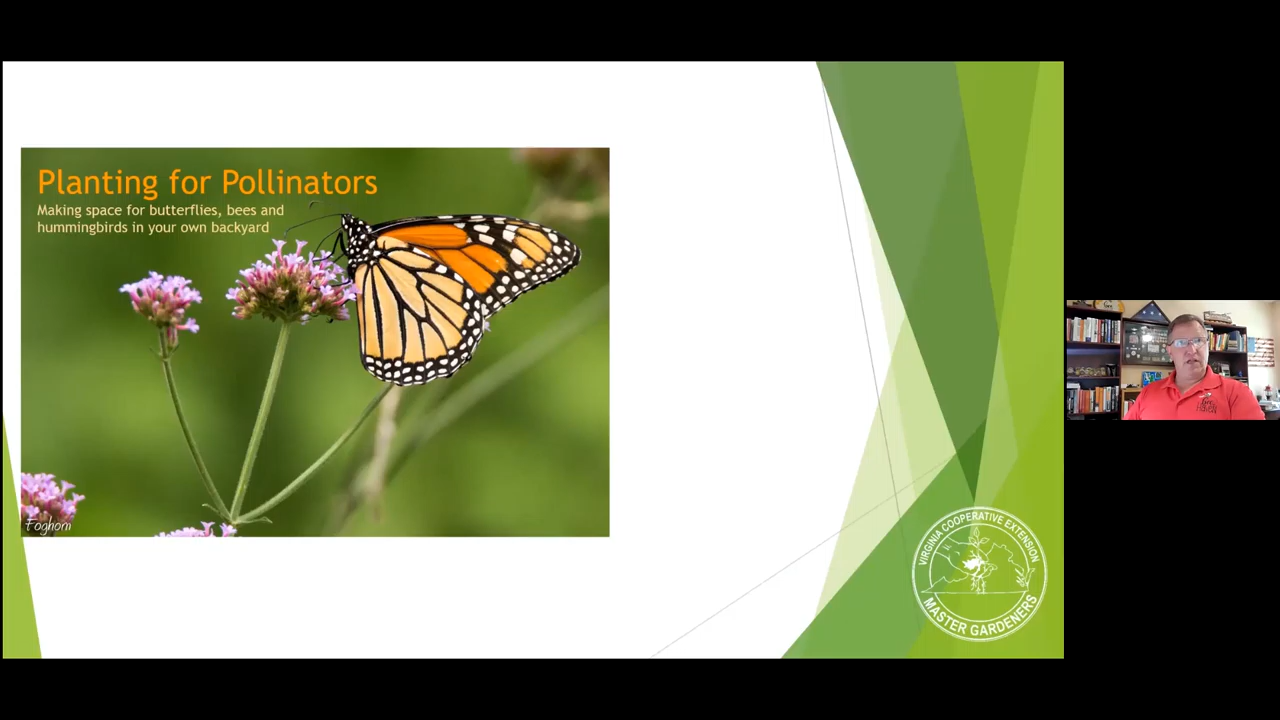 Planting for Pollinators
Making space for butterflies, bees and
hummingbirds in your own backyard
Foghorn
VIRGINIA COOPERATIVE EXTENSION
MASTER GARDENERS